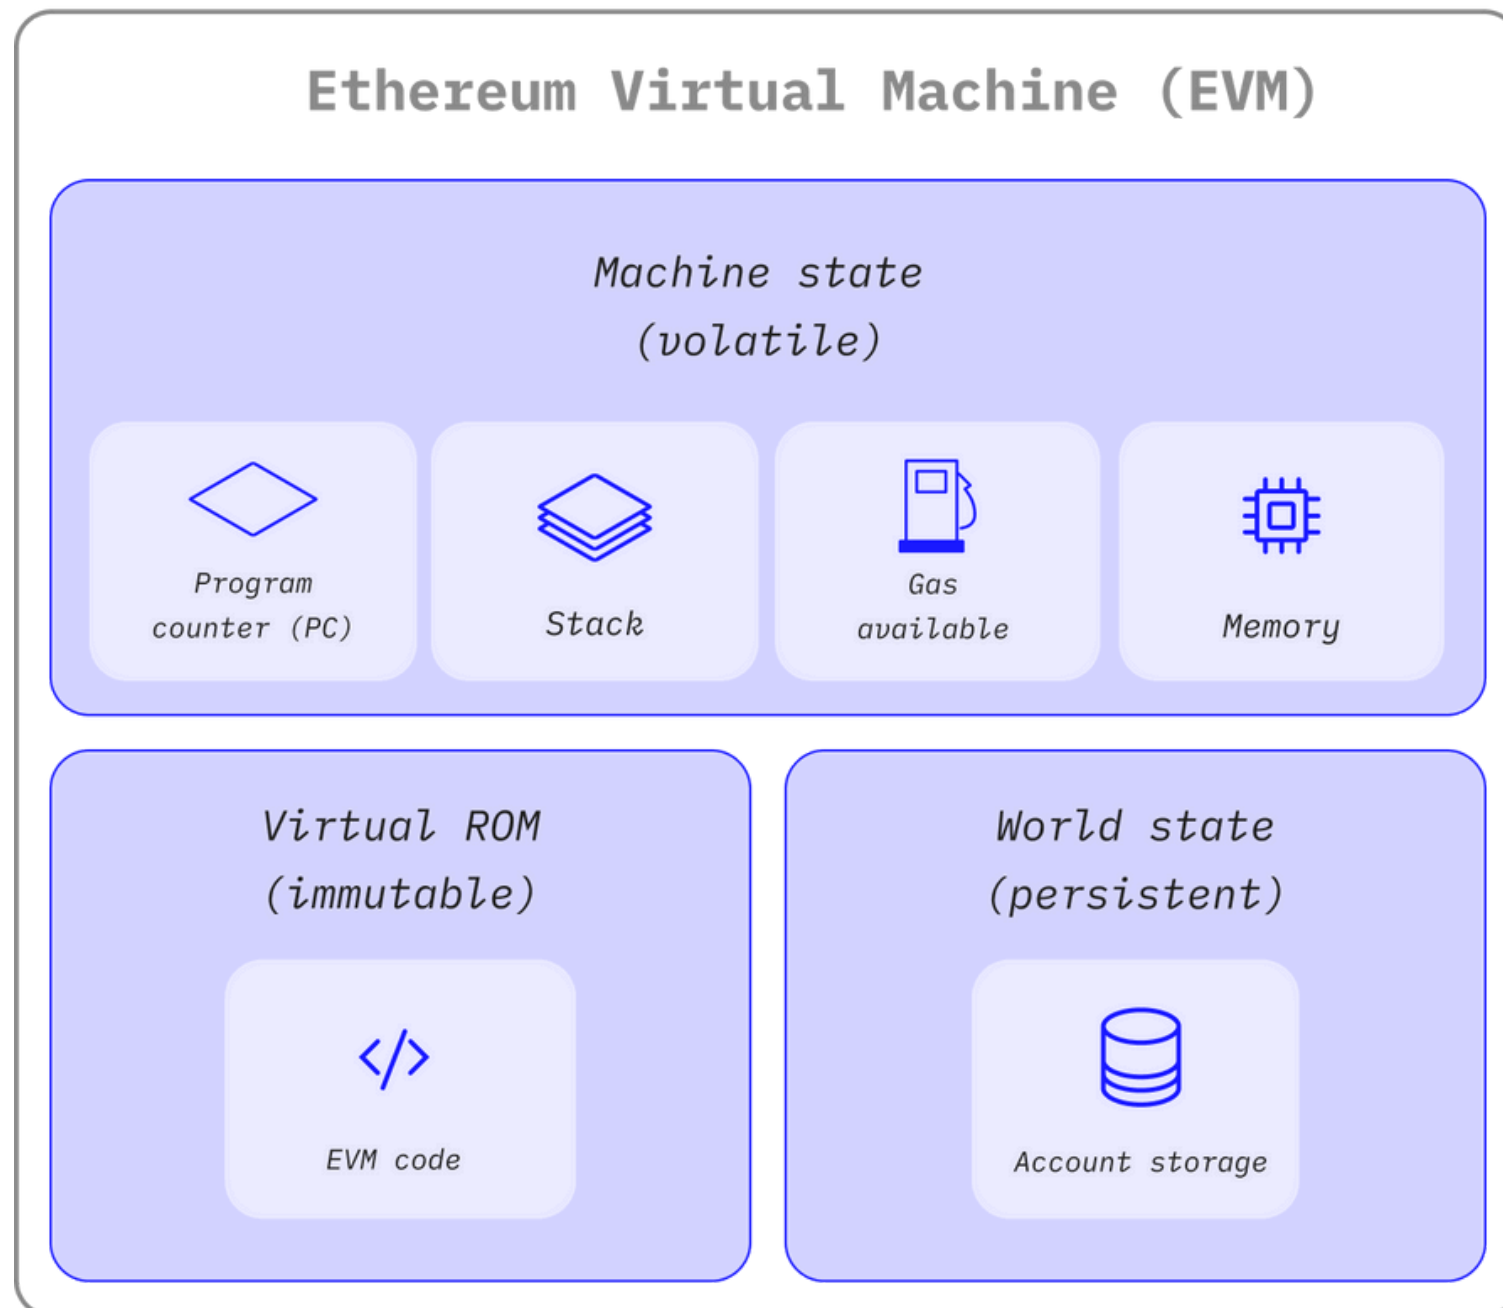 Ethereum Virtual Machine (EVM)
Machine state
(volatile)
Program
counter (PC)
Stack
Gas
available
Memory
Virtual ROM
(immutable)
EVM code
World state
(persistent)
Account storage